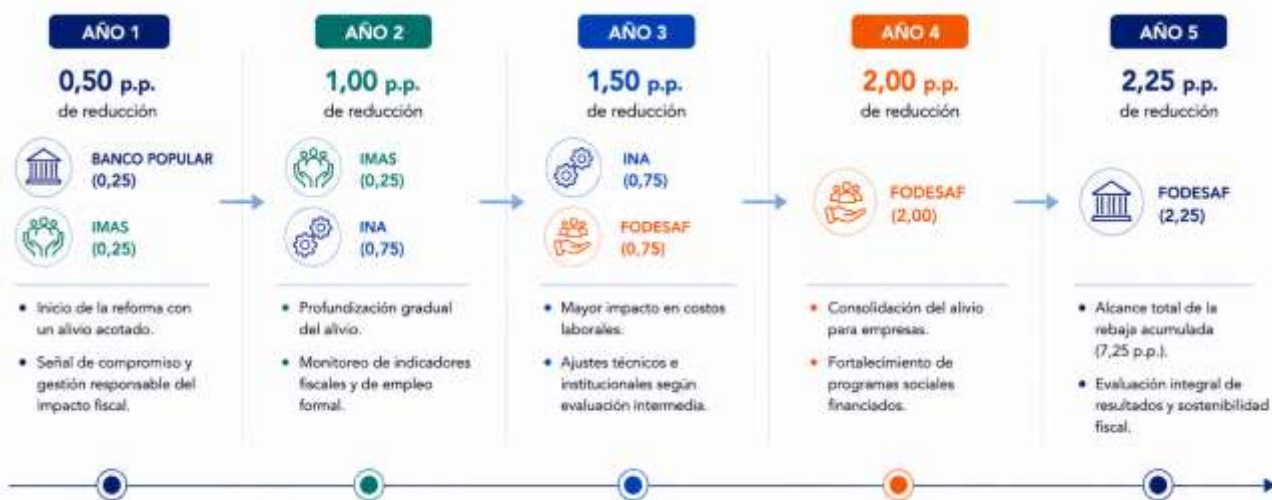 AÑO 1
0,50 p.p.
de reducción
BANCO POPULAR
(0,25)
IMAS
(0,25)
• Inicio de la reforma con
un alivio acotado.
• Señal de compromiso y
gestión responsable del
impacto fiscal.
AÑO 2
1,00 p.p.
de reducción
IMAS
(0,25)
INA
(0,75)
• Profundización gradual
del alivio.
• Monitoreo de indicadores
fiscales y de empleo
formal.
AÑO 3
1,50 p.p.
de reducción
INA
(0,75)
FODESAF
(0,75)
• Mayor impacto en costos
laborales.
• Ajustes técnicos e
institucionales según
evaluación intermedia.
AÑO 4
2,00 p.p.
de reducción
FODESAF
(2,00)
• Consolidación del alivio
para empresas.
• Fortalecimiento de
programas sociales
financiados.
AÑO 5
2,25 p.p.
de reducción
FODESAF
(2,25)
• Alcance total de la
rebaja acumulada
(7,25 p.p.).
• Evaluación integral de
resultados y sostenibilidad
fiscal.